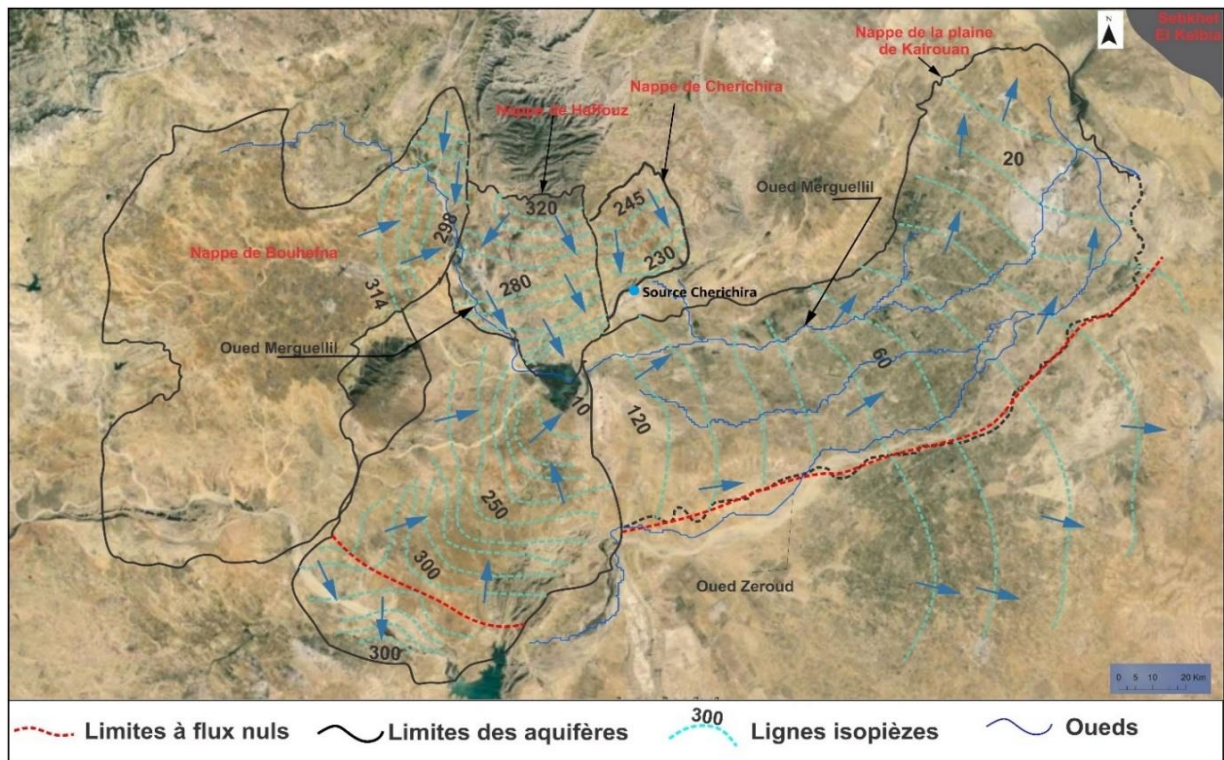 Sebkhet
El Kelbia
Nappe de la plaine
de Kairouan
Nappe de Cherichira
Nappe de Haffouz
20
Oued Merguellil
245
320
298
Nappe de Bouhefna
230
280
Source Cherichira
314
Oued Merguellil
60
10
120
250
300
Oued Zeroud
300
0 5 10 20 Km
300
Limites à flux nuls
Limites des aquifères
Lignes isopièzes
Oueds